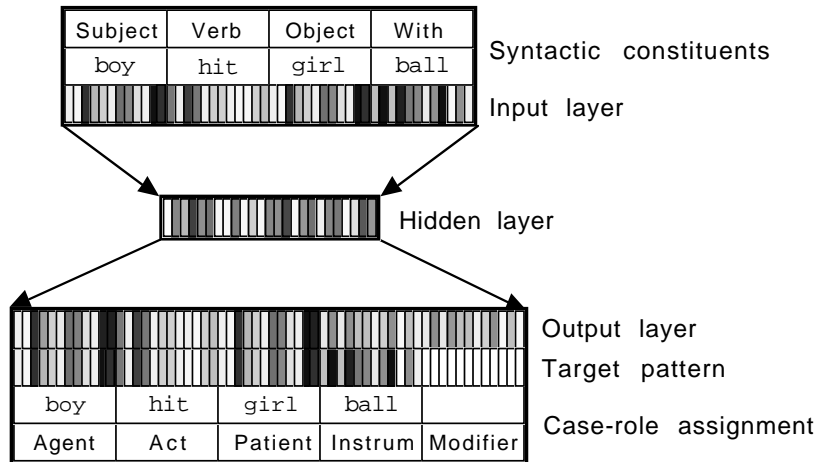 Subject Verb Object With
Syntactic constituents
boy hit girl ball
Input layer
Hidden layer
Output layer
Target pattern
boy hit girl ball
Case-role assignment
Agent Act Patient Instrum Modifier